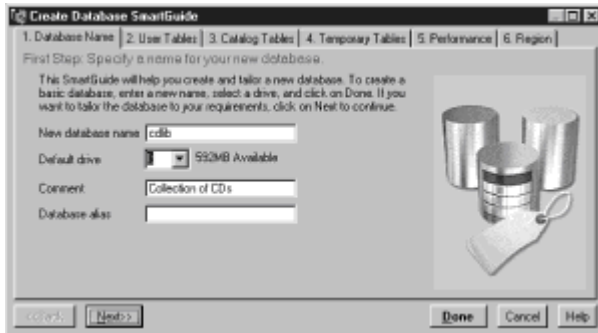 Create Database SmartGuide
1. Database Name 2. User Tables 3. Catalog Tables 4. Temporary Tables 5. Performance 6. Region
First Step: Specify a name for your new database.
This SmartGuide will help you create and tailor a new database. To create a
basic database, enter a new name, select a drive, and click on Done. If you
want to tailor the database to your requirements, click on Next to continue.
New database name cdlib
Default drive 592MB Available
Comment Collection of CDs
Database alias
Next>> Done Cancel Help